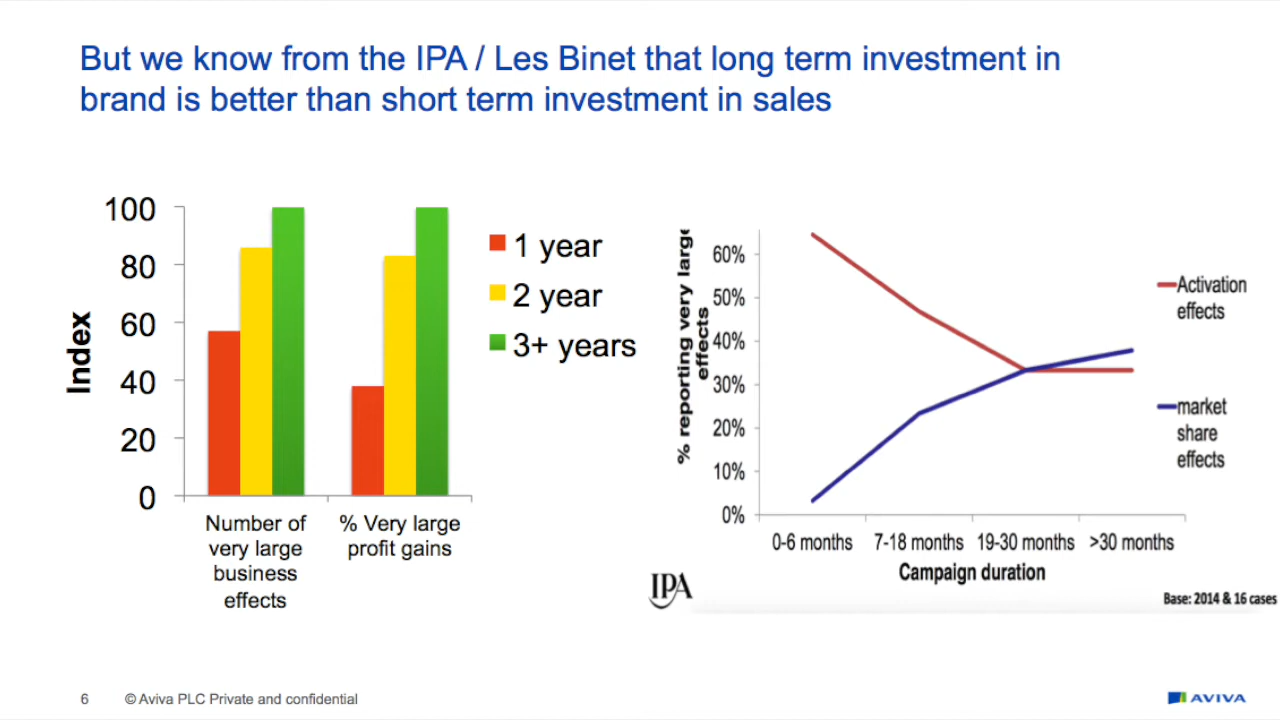 But we know from the IPA / Les Binet that long term investment in
brand is better than short term investment in sales
100
80
60
40
20
0
Index
Number of
very large
business
effects
% Very large
profit gains
1 year
2 year
3+ years
% reporting very large
effects
60%
50%
40%
30%
20%
10%
0%
0-6 months 7-18 months 19-30 months >30 months
Campaign duration
Activation
effects
market
share
effects
IPA
Base: 2014 & 16 cases
6 © Aviva PLC Private and confidential
AVIVA